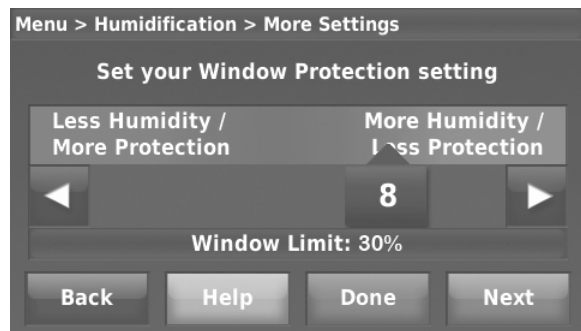 Menu > Humidification > More Settings
Set your Window Protection setting
Less Humidity /
More Protection
More Humidity /
Less Protection
8
Window Limit: 30%
Back Help Done Next